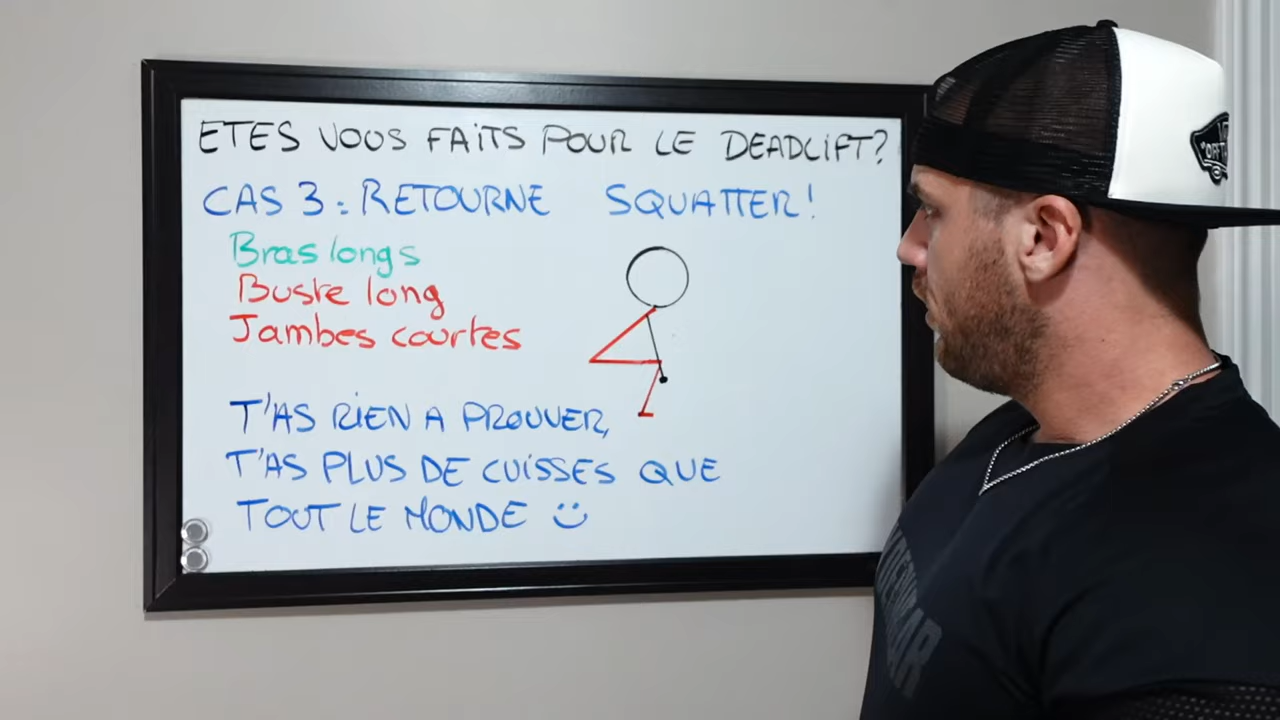 ETES VOUS FAiTS POUR LE DEADLiFT?
CAS 3 : RETOURNE SQUATTER!
Bras longs
Buste long
Jambes courtes
T'AS RiEN A PROUVER,
T'AS PLUS DE CUISSES QUE
TOUT LE MONDE :)
"OFF T